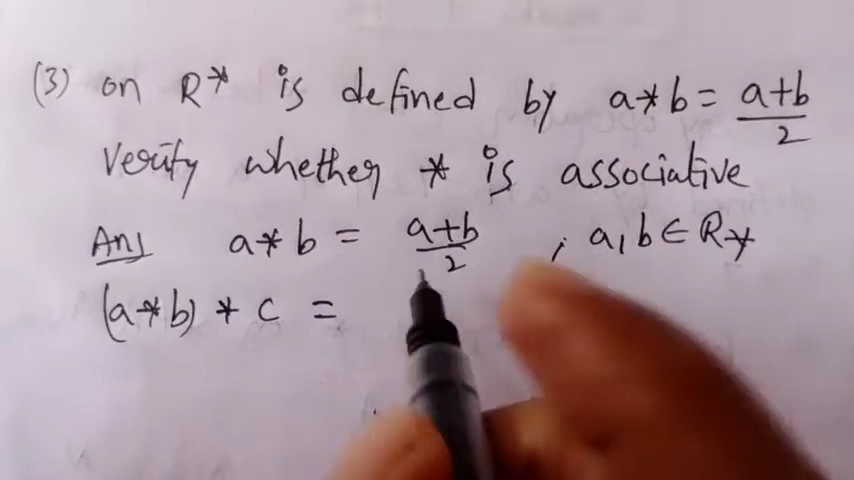 (3) on R* is defined by a*b = a+b/2
Verify whether * is associative
Ans a*b = a+b/2 , a,b ∈ R*
(a*b) * c =